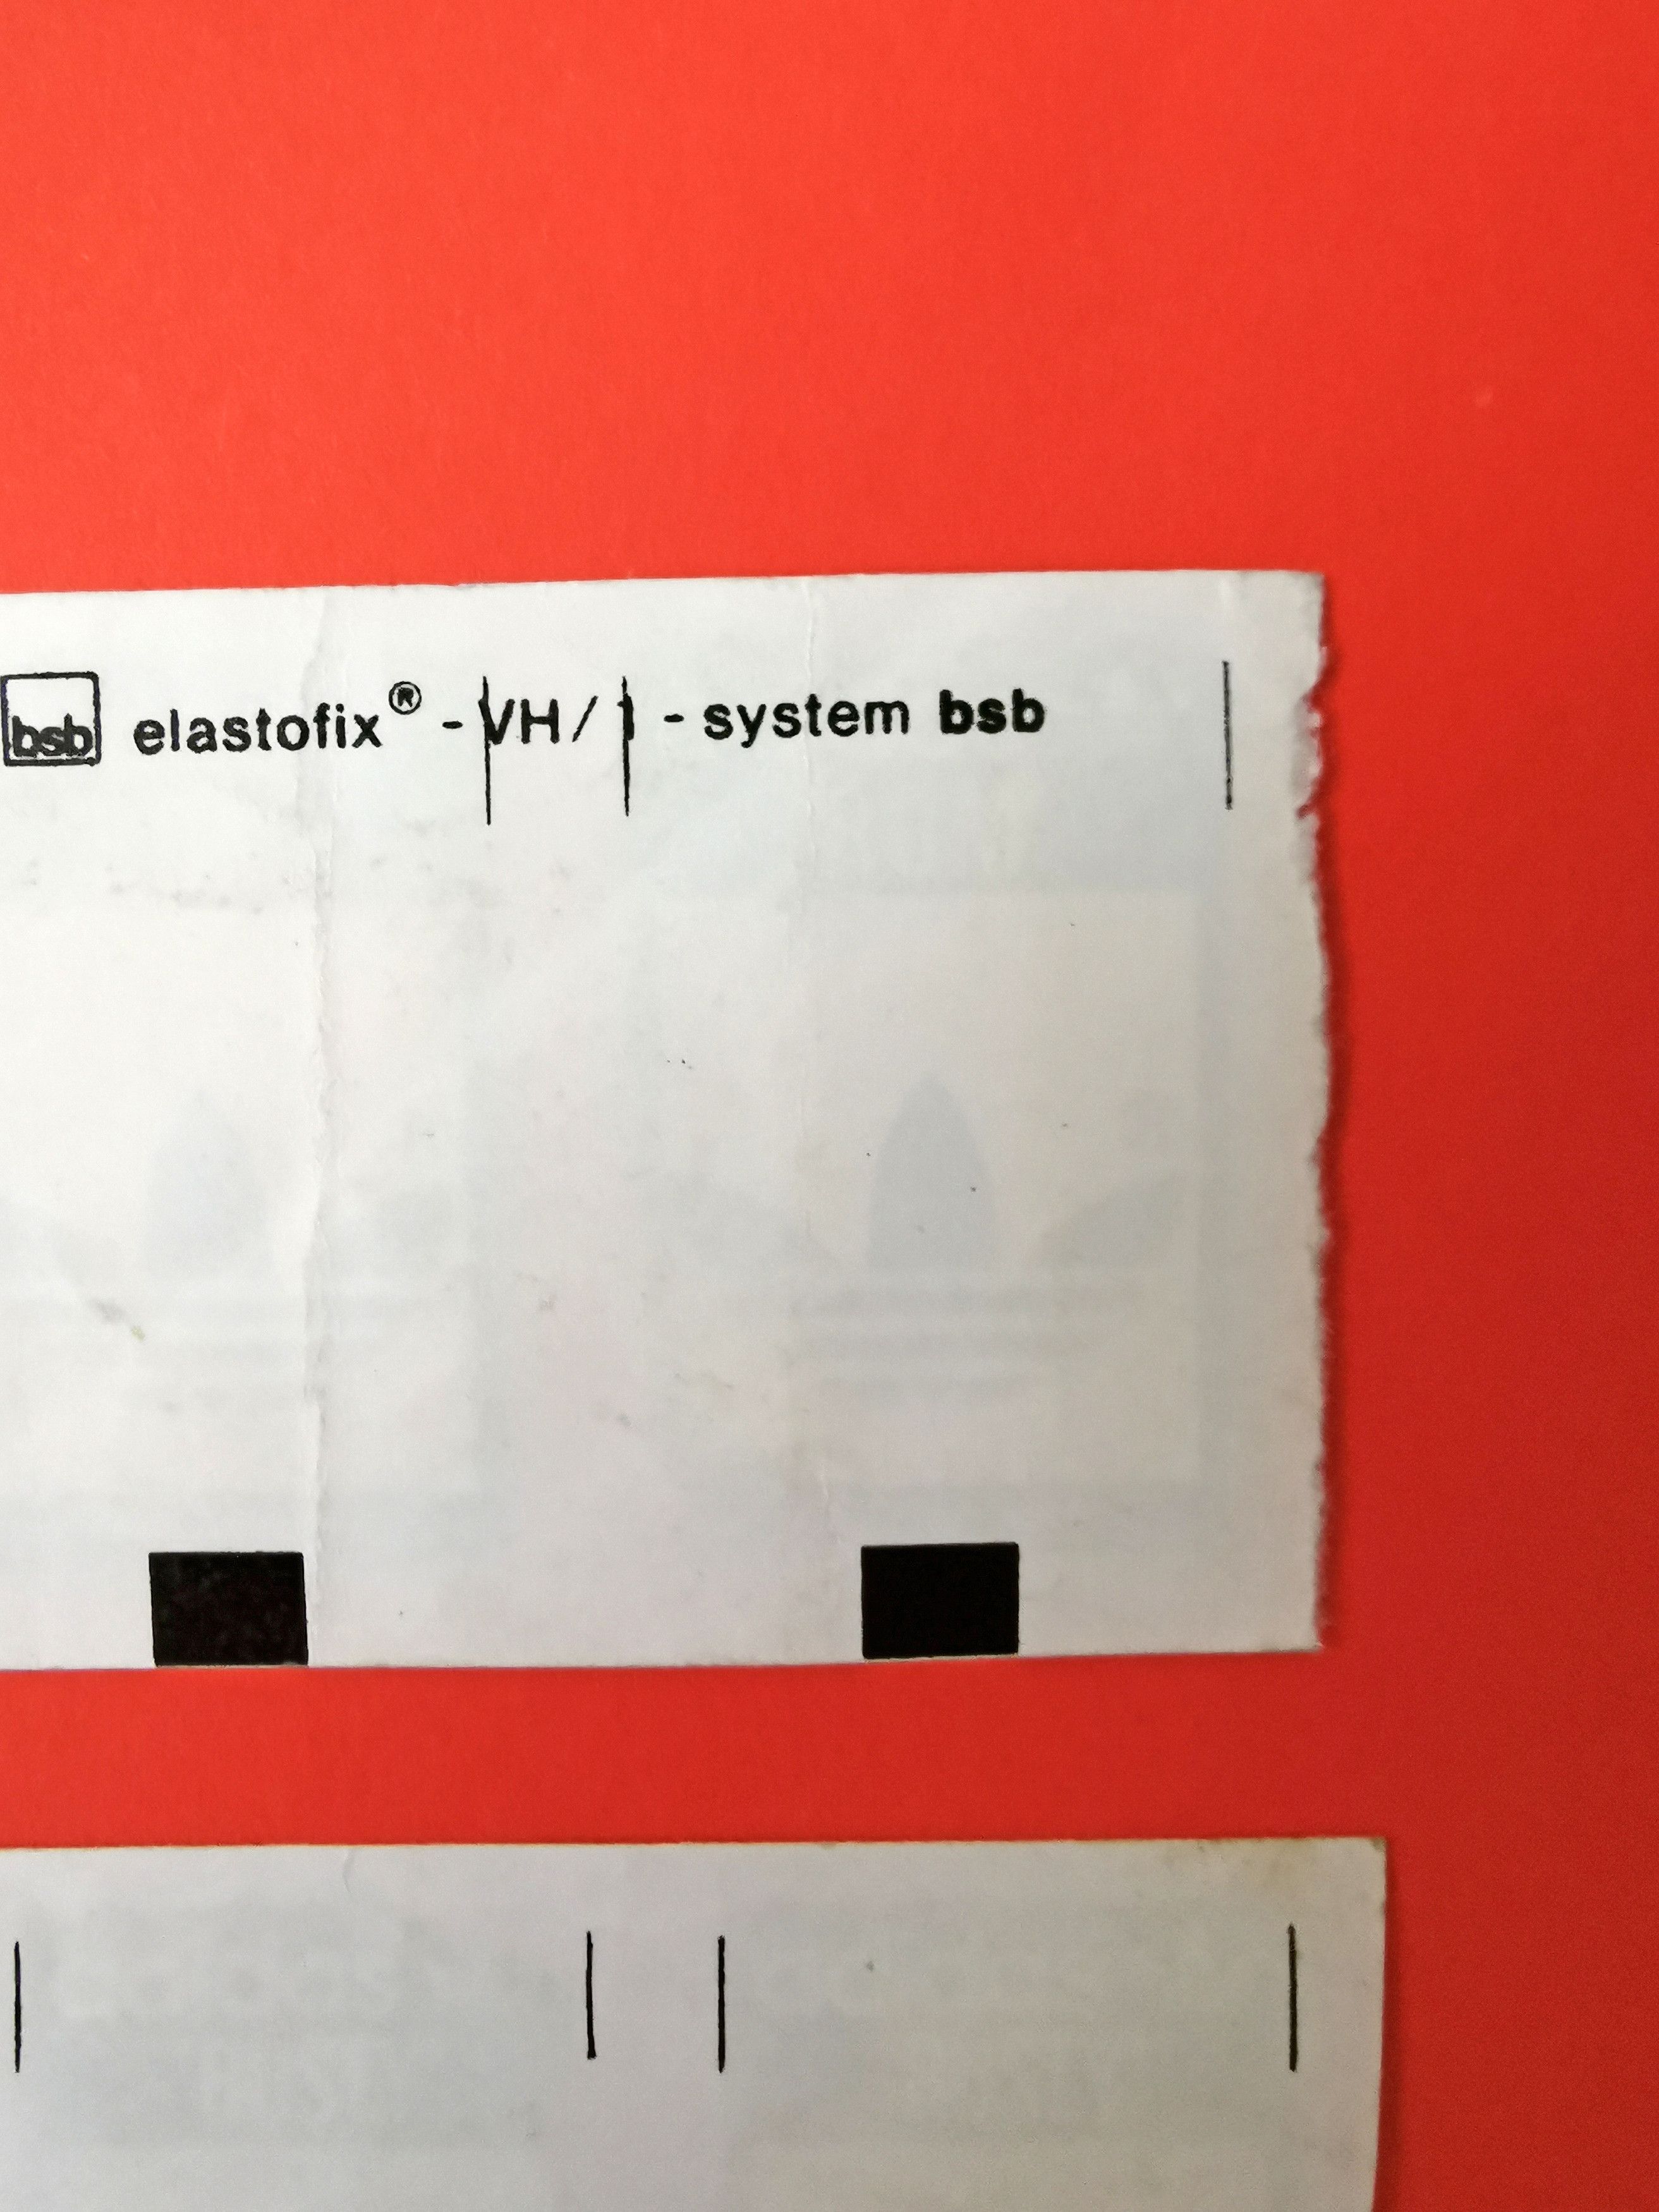 bsb elastofix® - VH/1 - system bsb